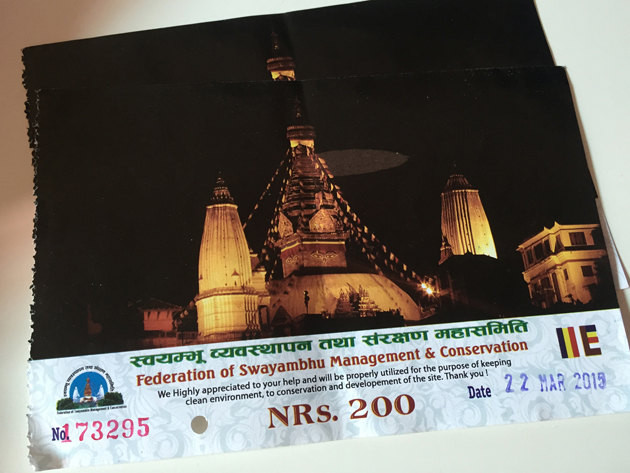 स्वयम्भू व्यवस्थापन तथा संरक्षण महासमिति
Federation of Swayambhu Management & Conservation
We Highly appreciated to your help and will be properly utilized for the purpose of keeping
clean environment, to conservation and developement of the site. Thank you !
NRs. 200
Date 22 MAR 2019
No. 173295
E